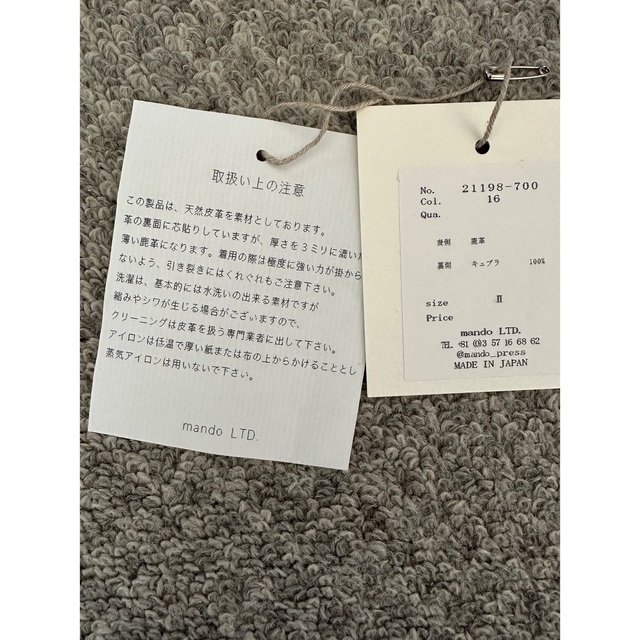 取扱い上の注意
この製品は、天然皮革を素材としております。
革の裏面に芯貼りしていますが、厚さを3ミリに漉いた
薄い鹿革になります。着用の際は極度に強い力が掛から
ないよう、引き裂きにはくれぐれもご注意下さい。
洗濯は、基本的には水洗いの出来る素材ですが
縮みやシワが生じる場合がございますので、
クリーニングは皮革を扱う専門業者に出して下さい。
アイロンは低温で厚い紙または布の上からかけることとし
蒸気アイロンは用いないで下さい。
mando LTD.
No. 21198-700
Col. 16
Qua.
表側 鹿革
裏側 キュプラ 100%
size Ⅱ
Price
mando LTD.
TEL +81 (0)3 57 16 68 62
@mando_press
MADE IN JAPAN